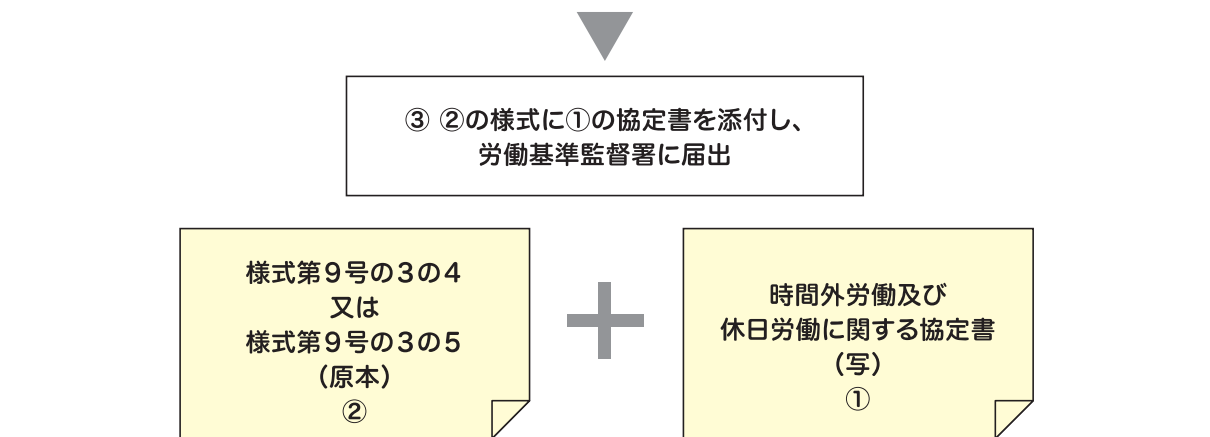 ③ ②の様式に①の協定書を添付し、
労働基準監督署に届出
様式第９号の３の４
又は
様式第９号の３の５
（原本）
②
時間外労働及び
休日労働に関する協定書
（写）
①